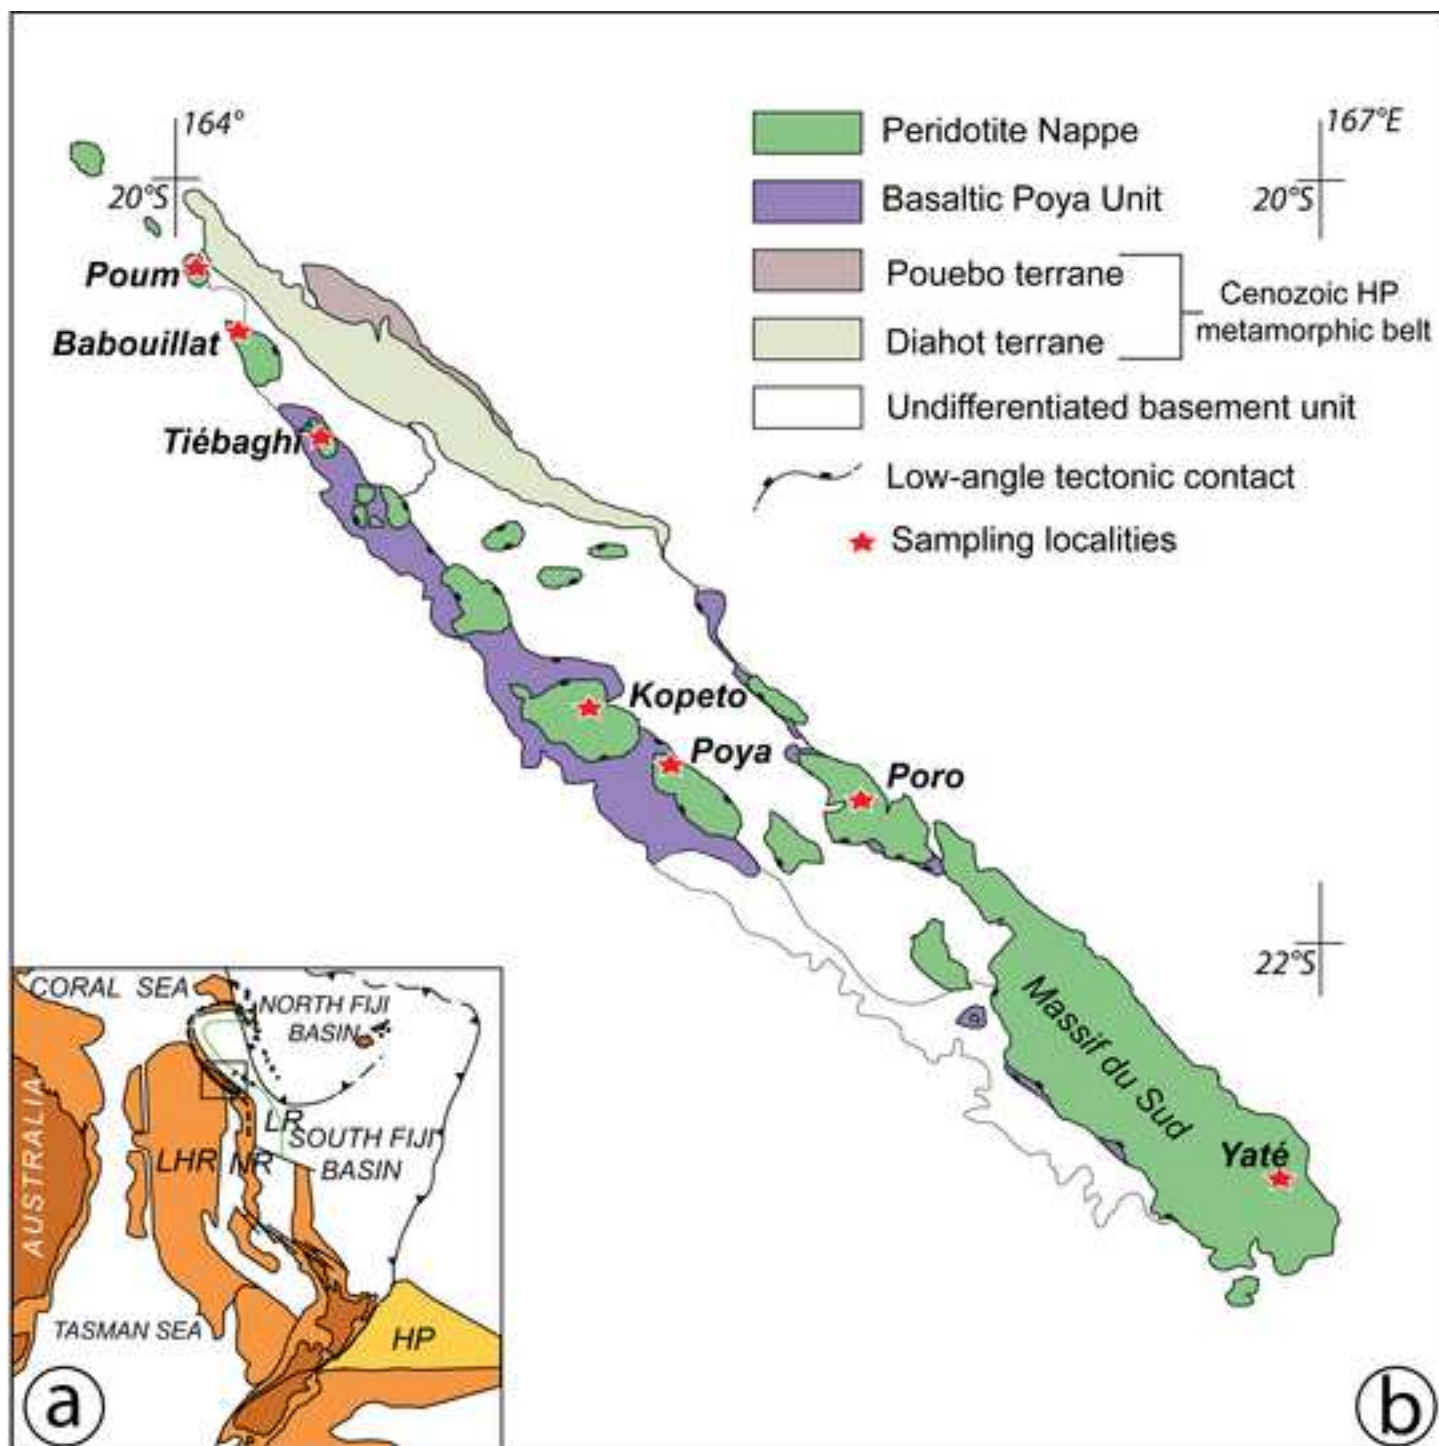 164°
20°S
167°E
20°S
Peridotite Nappe
Basaltic Poya Unit
Pouebo terrane
Diahot terrane
Cenozoic HP
metamorphic belt
Undifferentiated basement unit
Low-angle tectonic contact
Sampling localities
Poum
Babouillat
Tiébaghi
Kopeto
Poya
Poro
22°S
Massif du Sud
Yaté
CORAL SEA
NORTH FIJI
BASIN
AUSTRALIA
LHR
NR
LR
SOUTH FIJI
BASIN
TASMAN SEA
HP
a
b